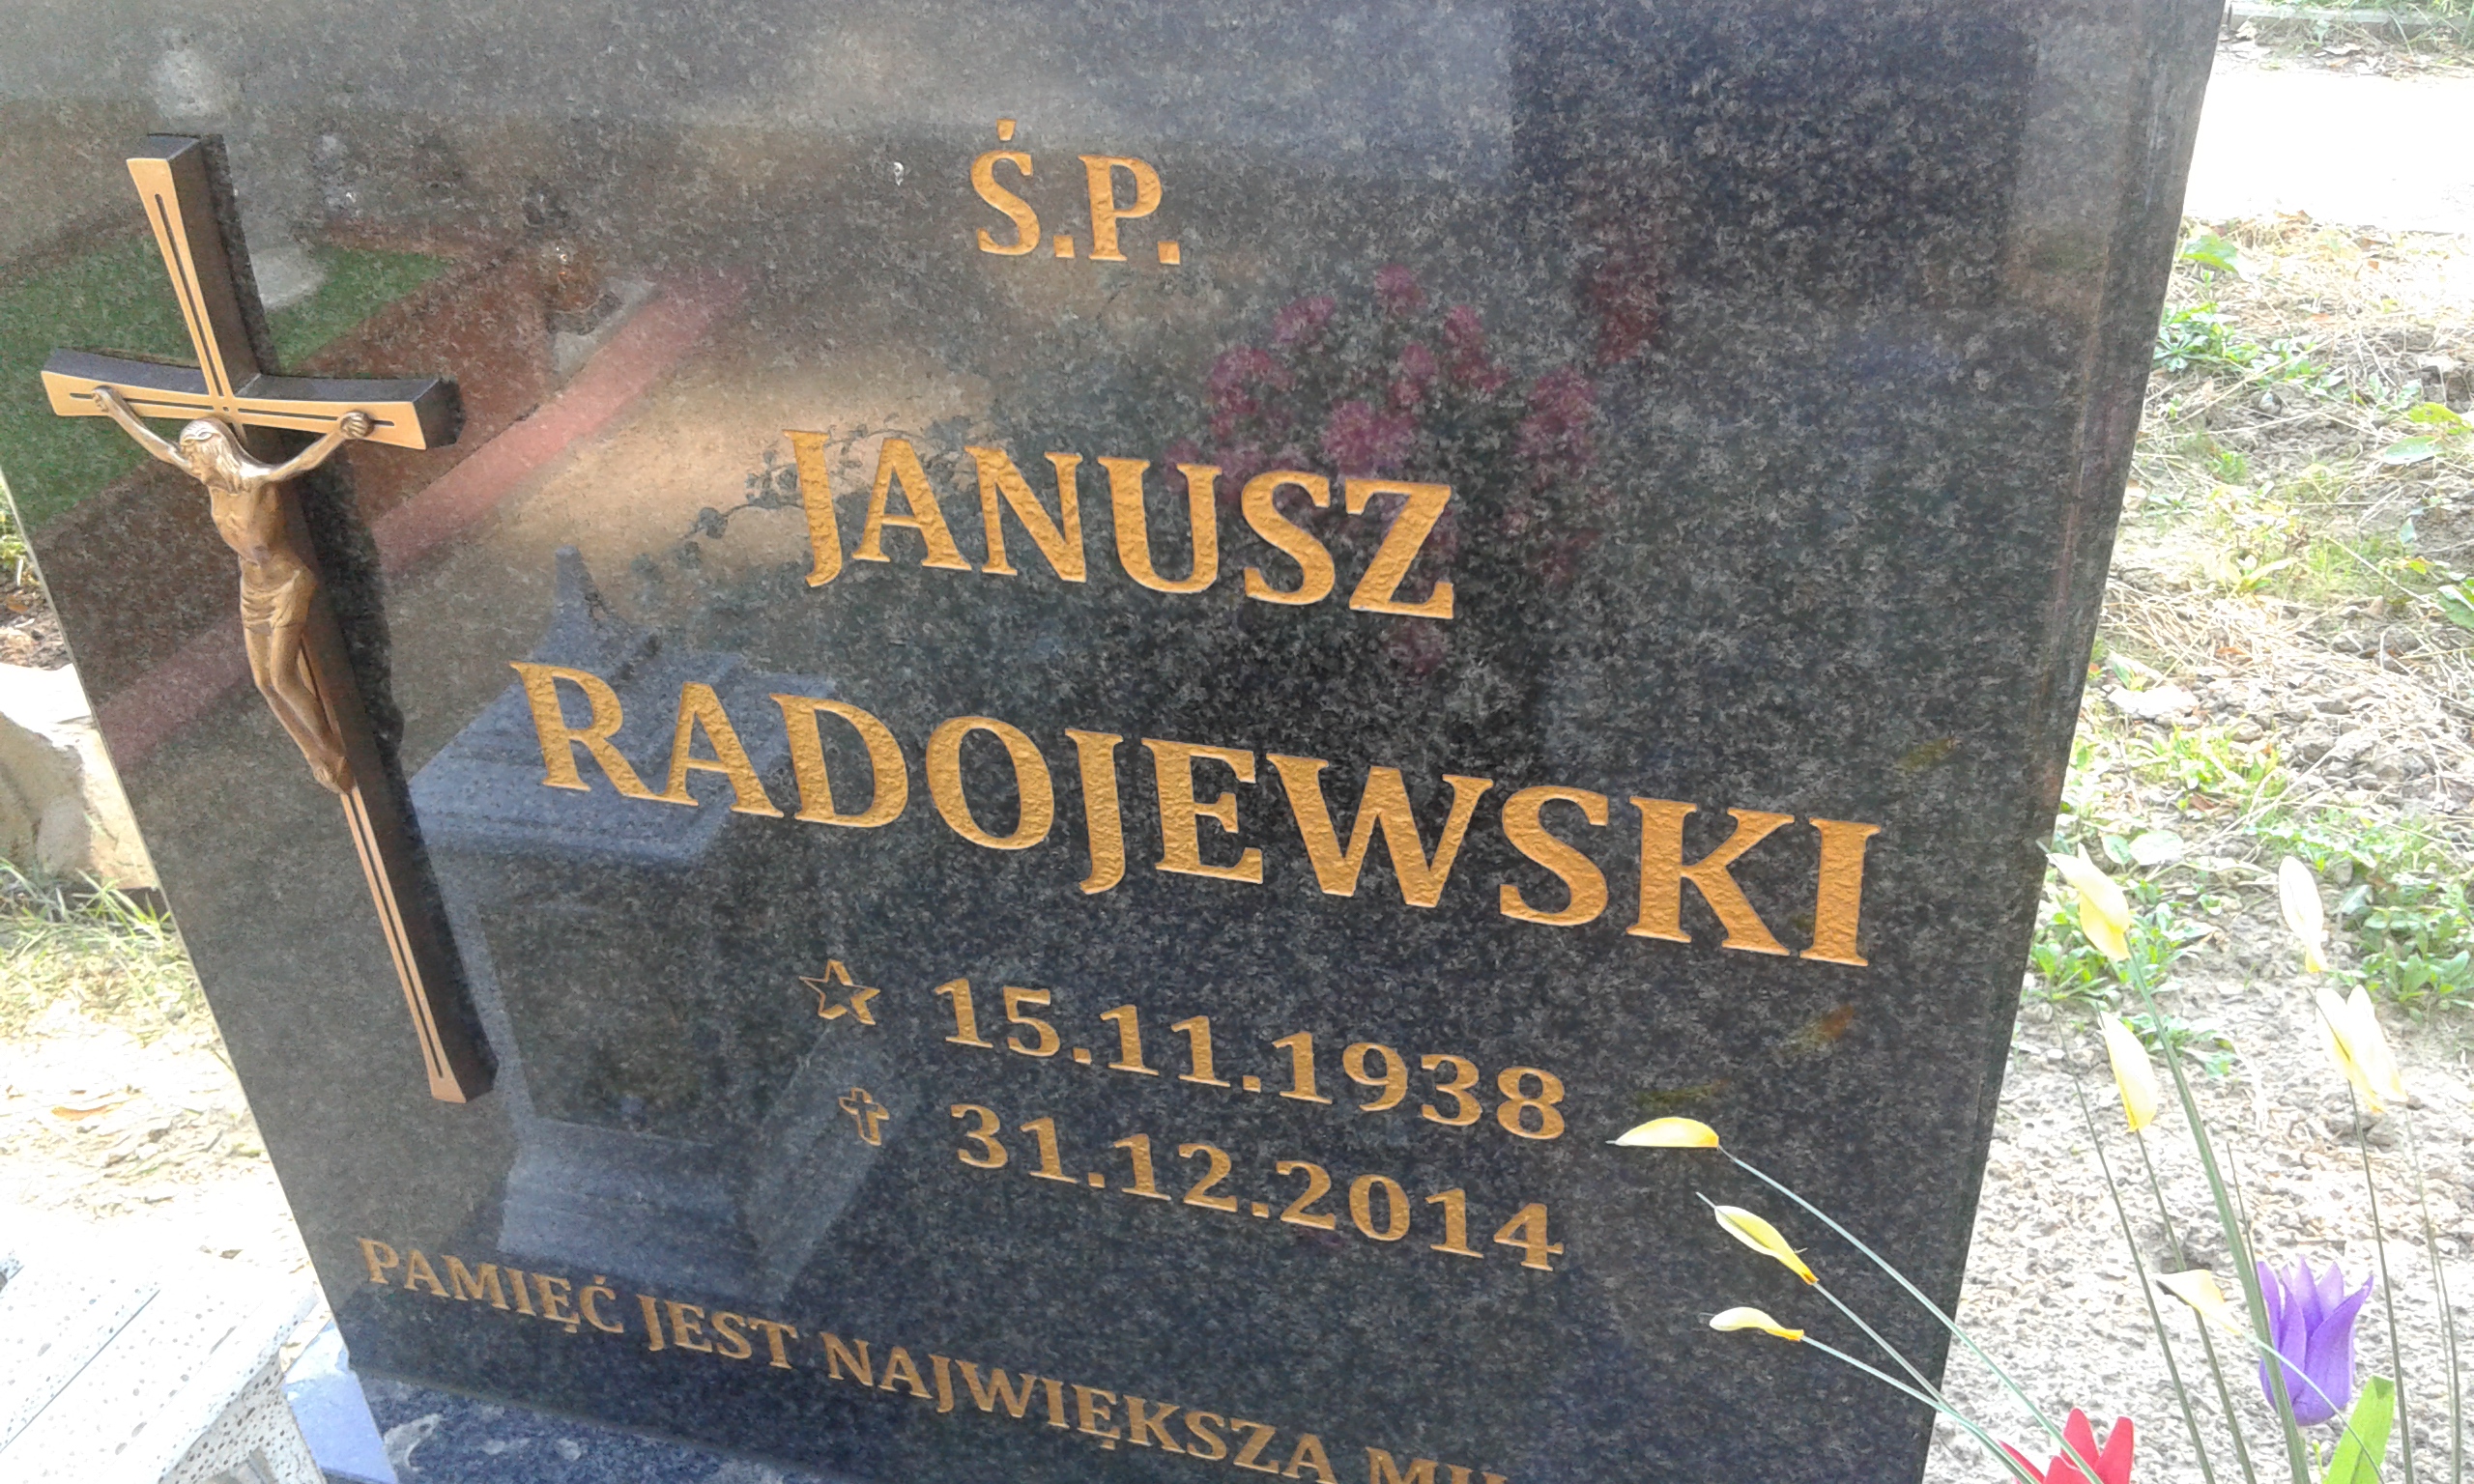 Ś.P.
JANUSZ
RADOJEWSKI
15.11.1938
31.12.2014
PAMIĘĆ JEST NAJWIĘKSZA